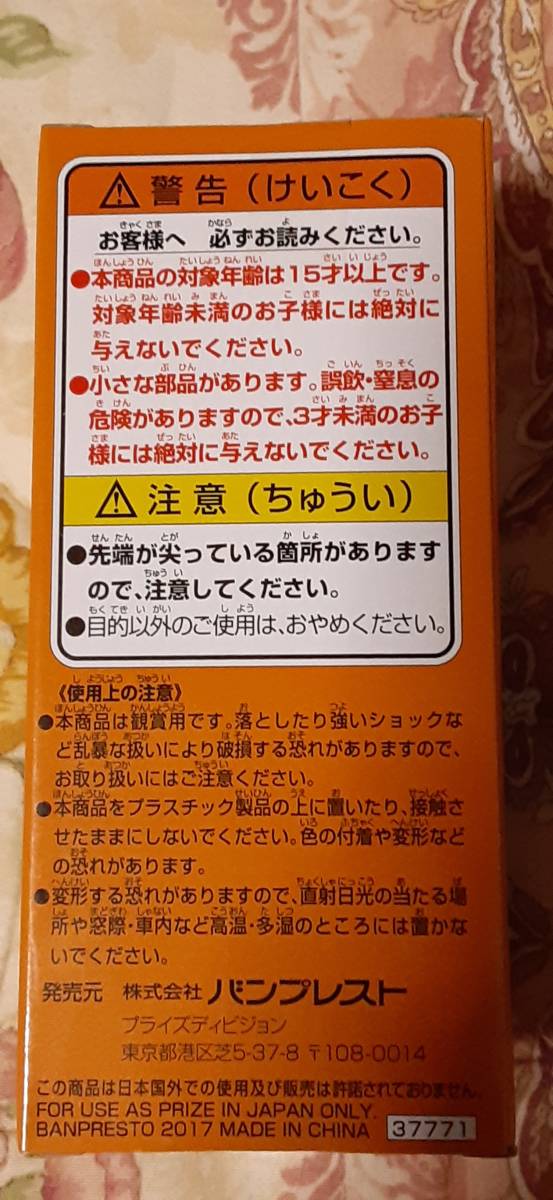 ⚠ 警告(けいこく)
お客様へ 必ずお読みください。
●本商品の対象年齢は15才以上です。
対象年齢未満のお子様には絶対に
与えないでください。
●小さな部品があります。誤飲・窒息の
危険がありますので、3才未満のお子
様には絶対に与えないでください。
⚠ 注意(ちゅうい)
●先端が尖っている箇所があります
ので、注意してください。
●目的以外のご使用は、おやめください。
《使用上の注意》
●本商品は観賞用です。落としたり強いショックな
ど乱暴な扱いにより破損する恐れがありますので、
お取り扱いにはご注意ください。
●本商品をプラスチック製品の上に置いたり、接触さ
せたままにしないでください。色の付着や変形など
の恐れがあります。
●変形する恐れがありますので、直射日光の当たる場
所や窓際・車内など高温・多湿のところには置かな
いでください。
発売元 株式会社 バンプレスト
プライズディビジョン
東京都港区芝5-37-8 〒108-0014
この商品は日本国外での使用及び販売は許諾されておりません。
FOR USE AS PRIZE IN JAPAN ONLY.
BANPRESTO 2017 MADE IN CHINA 37771